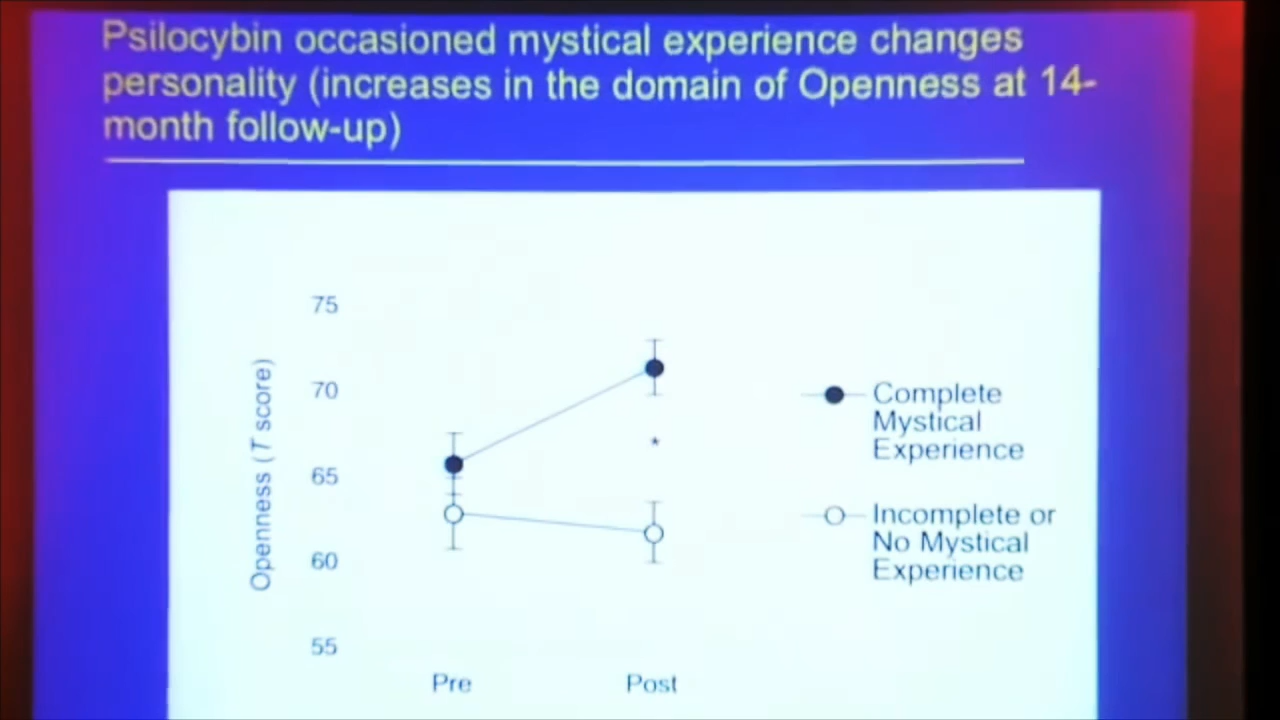 Psilocybin occasioned mystical experience changes
personality (increases in the domain of Openness at 14-
month follow-up)
75
70
65
60
55
Openness (T score)
*
Pre
Post
Complete
Mystical
Experience
Incomplete or
No Mystical
Experience